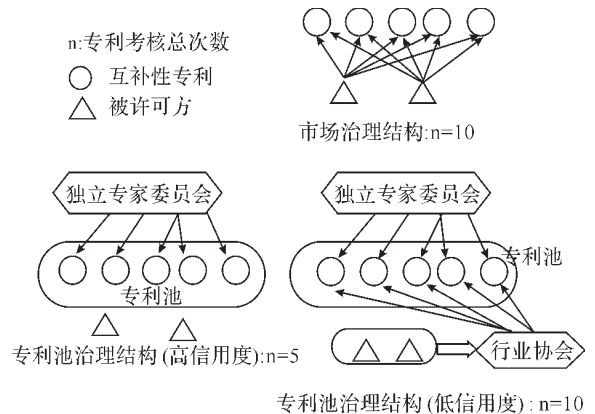 n:专利考核总次数
互补性专利
被许可方
市场治理结构:n=10
独立专家委员会
专利池
专利池治理结构(高信用度):n=5
独立专家委员会
专利池
行业协会
专利池治理结构(低信用度):n=10